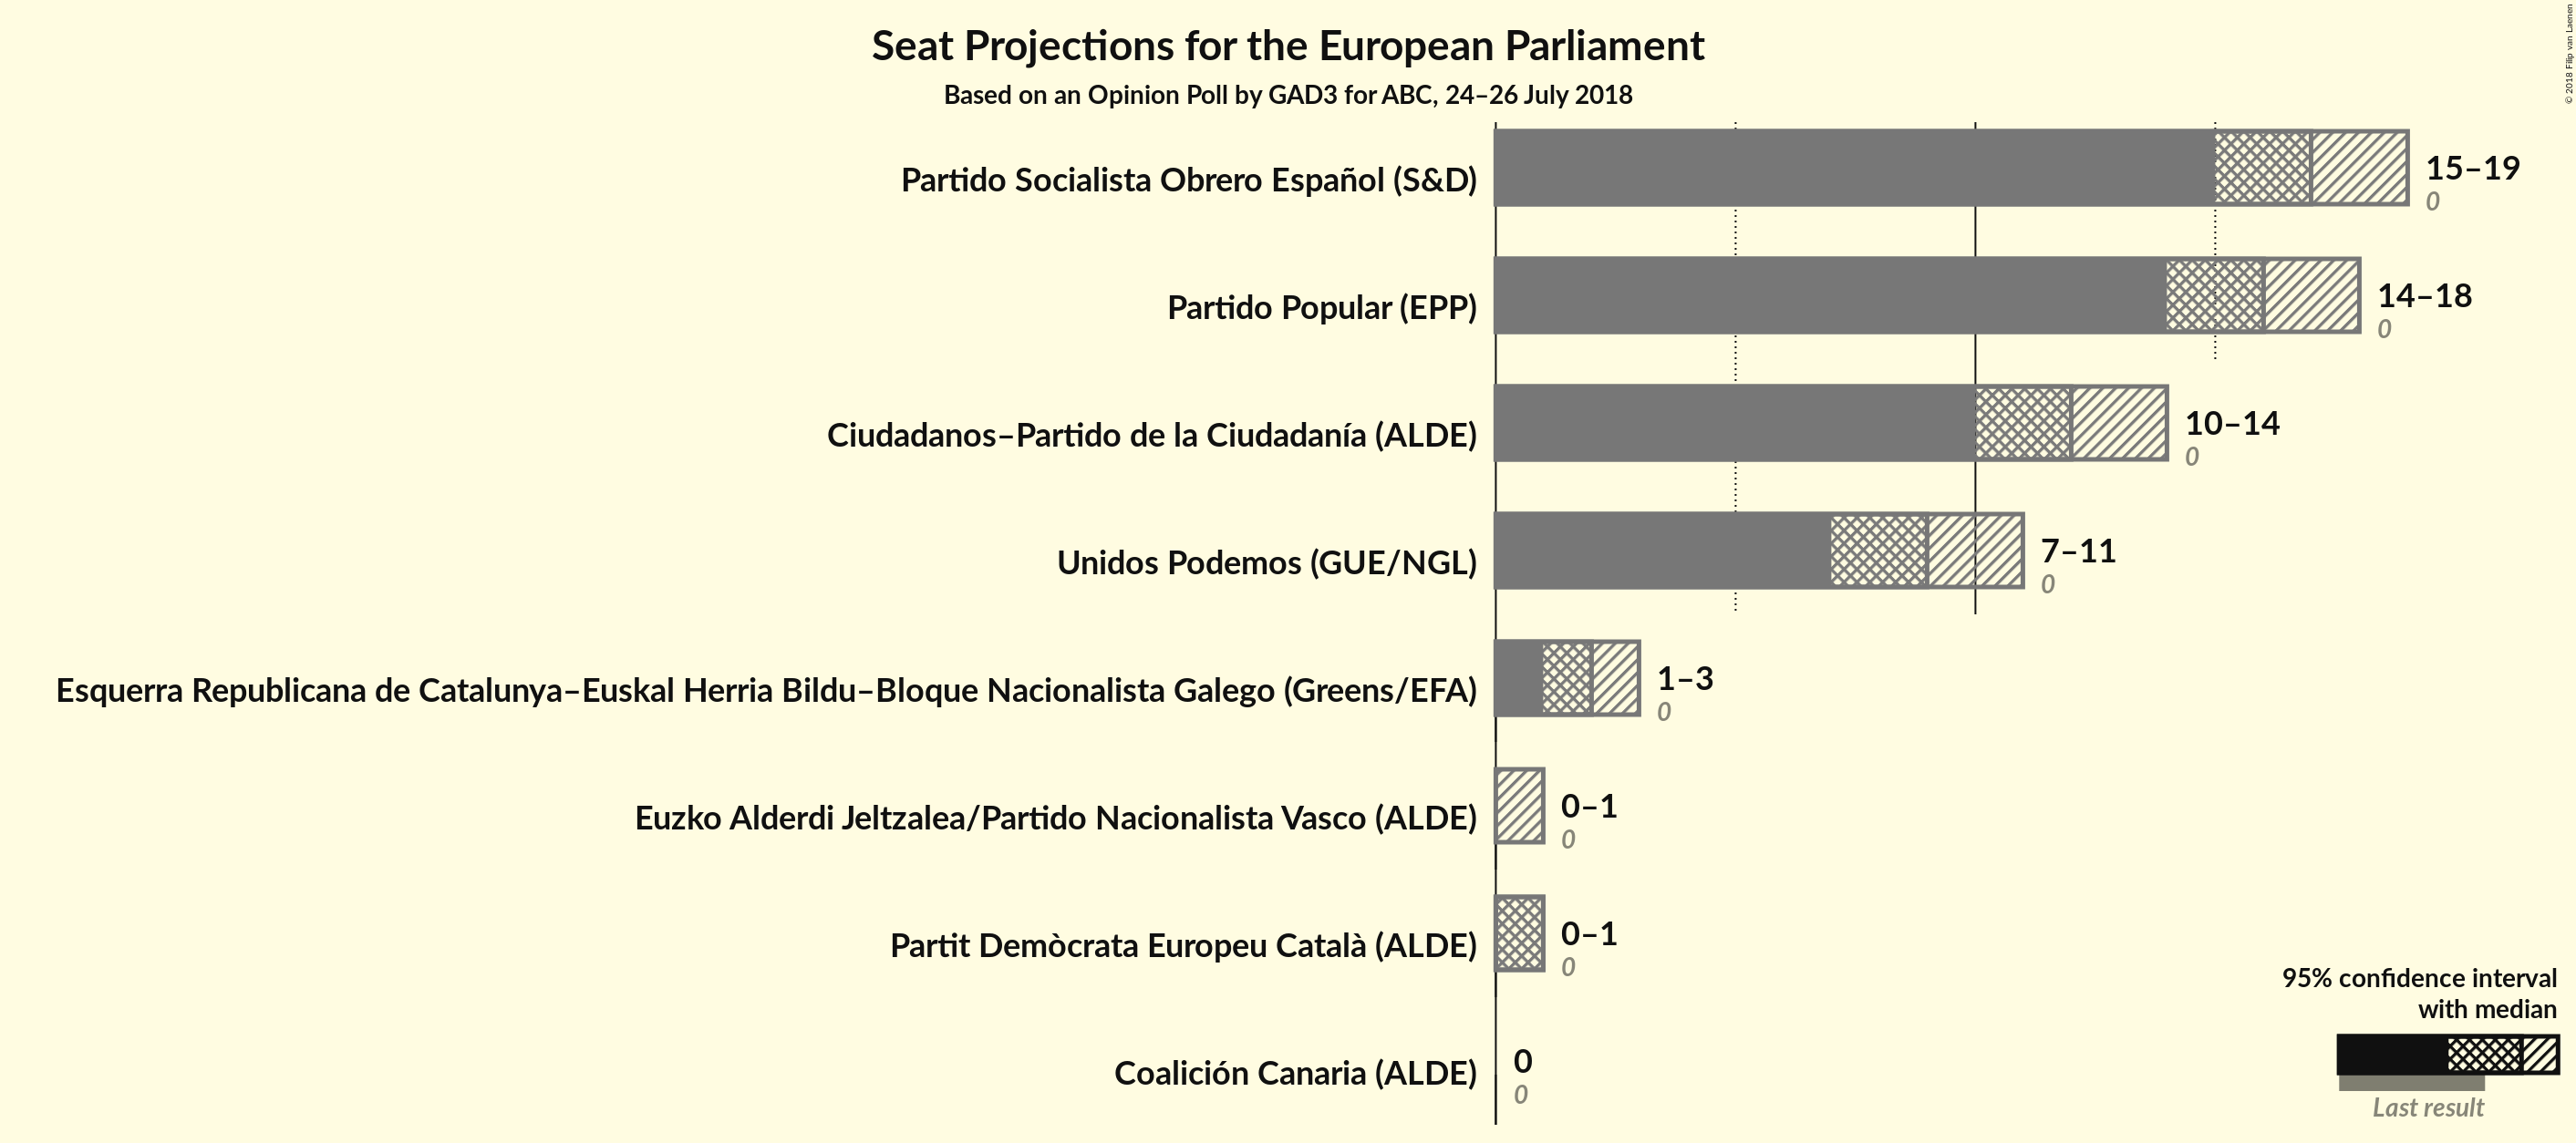 Seat Projections for the European Parliament
Based on an Opinion Poll by GAD3 for ABC, 24–26 July 2018
© 2018 Filip van Laenen
Partido Socialista Obrero Español (S&D)
15–19
0
Partido Popular (EPP)
14–18
0
Ciudadanos–Partido de la Ciudadanía (ALDE)
10–14
0
Unidos Podemos (GUE/NGL)
7–11
0
Esquerra Republicana de Catalunya–Euskal Herria Bildu–Bloque Nacionalista Galego (Greens/EFA)
1–3
0
Euzko Alderdi Jeltzalea/Partido Nacionalista Vasco (ALDE)
0–1
0
Partit Demòcrata Europeu Català (ALDE)
0–1
0
Coalición Canaria (ALDE)
0
0
95% confidence interval
with median
Last result